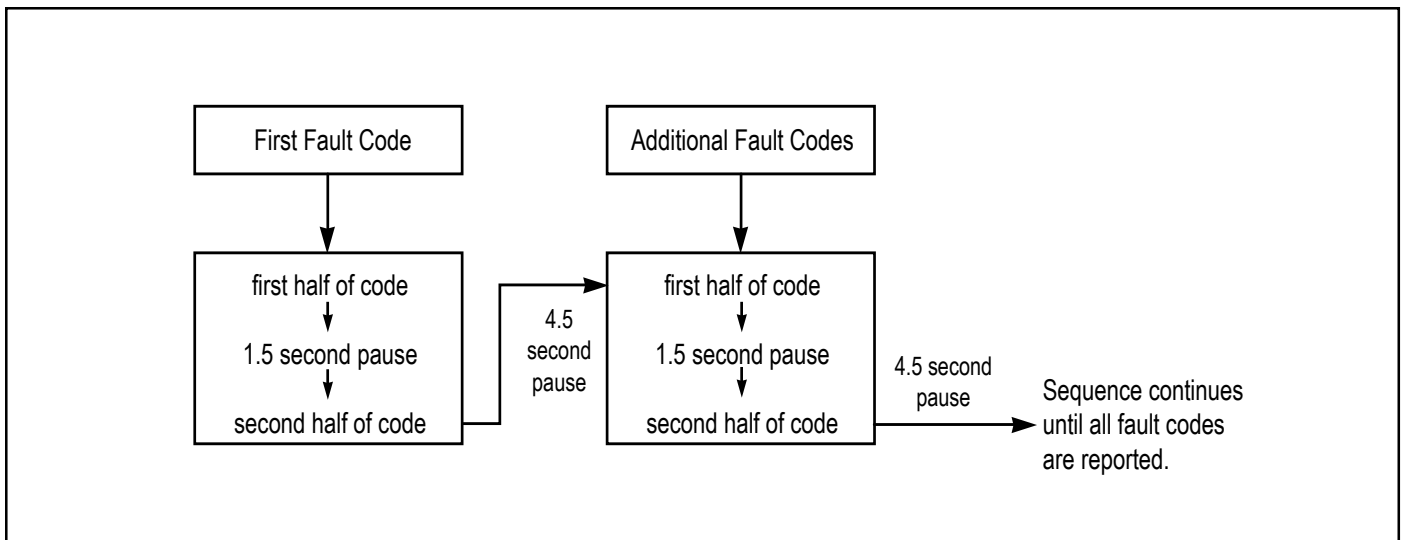 First Fault Code
first half of code
1.5 second pause
second half of code
4.5
second
pause
Additional Fault Codes
first half of code
1.5 second pause
second half of code
4.5 second
pause
Sequence continues
until all fault codes
are reported.